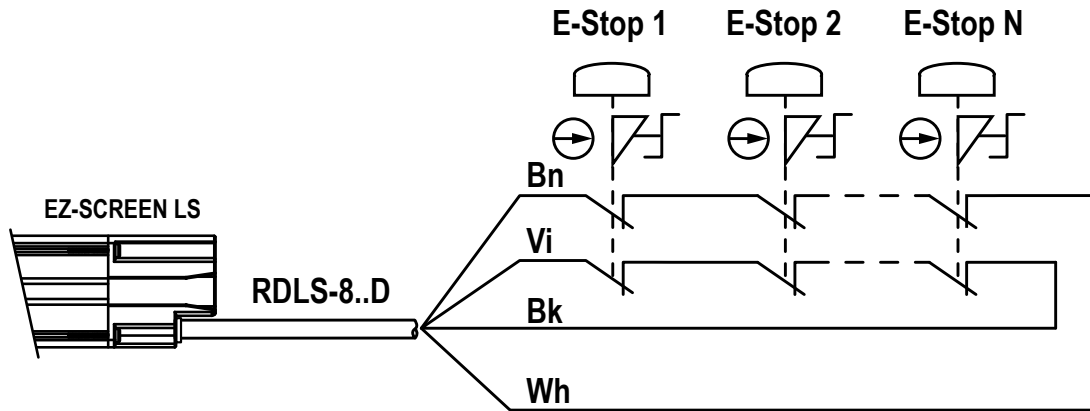 E-Stop 1 E-Stop 2 E-Stop N
Bn
EZ-SCREEN LS
Vi
RDLS-8..D
Bk
Wh